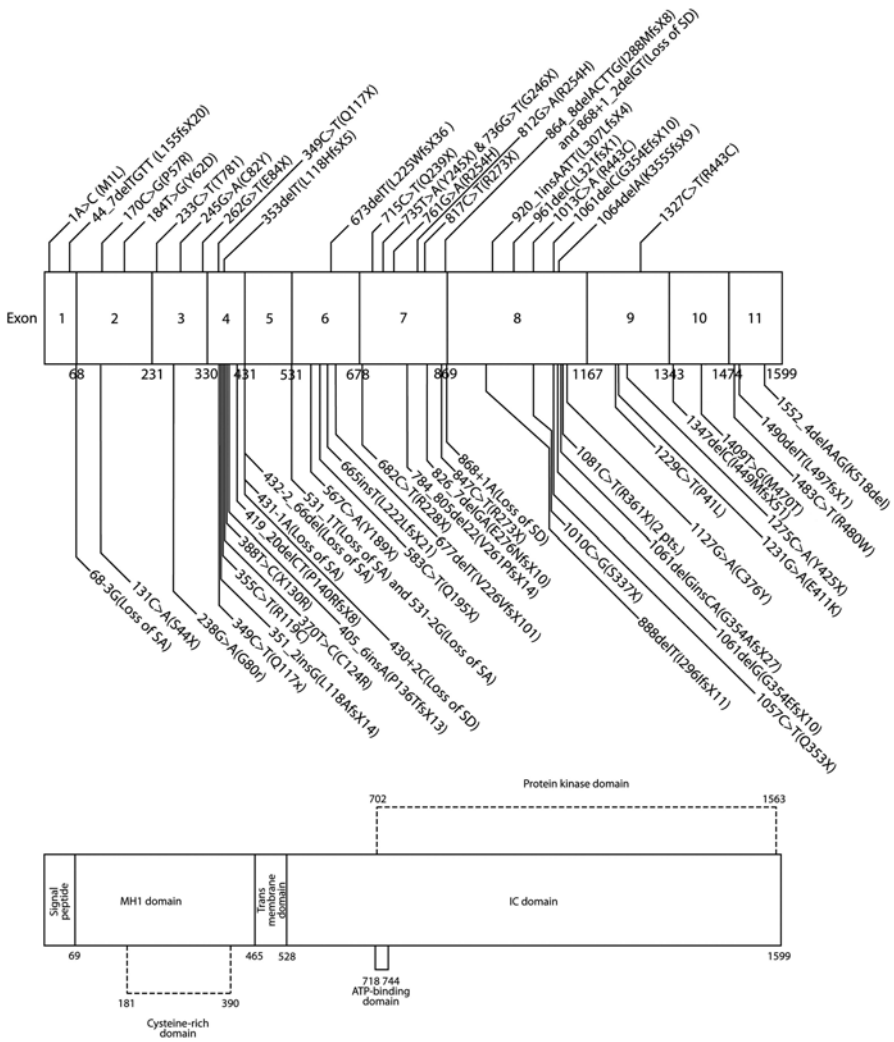 1A>C (M1L)
44_7delTGTT (L155fsX20)
170C>G(P57R)
184T>G(Y62D)
233C>T(T781)
245G>A(C82Y)
262G>T(E84X)
349C>T(Q117X)
353delT(L118HfsX5)
673delT(L225WfsX36 )
715C>T(Q239X)
735T>A(Y245X) & 736G>T(G246X)
761G>A(R254H)
812G>A(R254H)
817C>T(R273X)
864_8delACTTG(I288MfsX8)
and 868+1_2delGT(Loss of SD)
920_1insAATT(L307LfsX4)
961delC(L321fsX1)
1013C>A (R443C)
1061delC(G354EfsX10)
1064delA(K355SfsX9 )
1327C>T(R443C)
Exon 1 2 3 4 5 6 7 8 9 10 11
68 231 330 431 531 678 869 1167 1343 1474 1599
68-3G(Loss of SA)
131C>A(S44X)
238G>A(G80r)
349C>T(Q117x)
351_2insG(L118AfsX14)
355C>T(R119C)
370T>C(C124R)
388T>C(X130R)
405_6insA(P136TfsX13)
419_20delCT(P140RfsX8)
430+2C(Loss of SD)
431-1A(Loss of SA)
432-2_66del(Loss of SA)
531_1T(Loss of SA) and 531-2G(Loss of SA)
567C>A(Y189X)
583C>T(Q195X)
665insT(L222LfsX21)
677delT(V226VfsX101)
682C>T(R228X)
784_805del22(V261PfsX14)
826_7delGA(E276NfsX10)
847C>T(R273X)
868+1A(Loss of SD)
888delT(I296IfsX11)
1010C>G(S337X)
1057C>T(Q353X)
1061delG(G354EfsX10)
1061delGinsCA(G354AfsX27)
1081C>T(R361X)(2 pts.)
1127G>A(C376Y)
1229C>T(P41L)
1231G>A(E411K)
1275C>A(Y425X)
1347delC(I449MfsX51)
1409T>G(M470T)
1483C>T(R480W)
1490delT(L497fsX1)
1552_4delAAG(K518del)
Protein kinase domain
702 1563
Signal
peptide
MH1 domain
Trans
membrane
domain
IC domain
69 465 528 1599
181 390
Cysteine-rich
domain
718 744
ATP-binding
domain